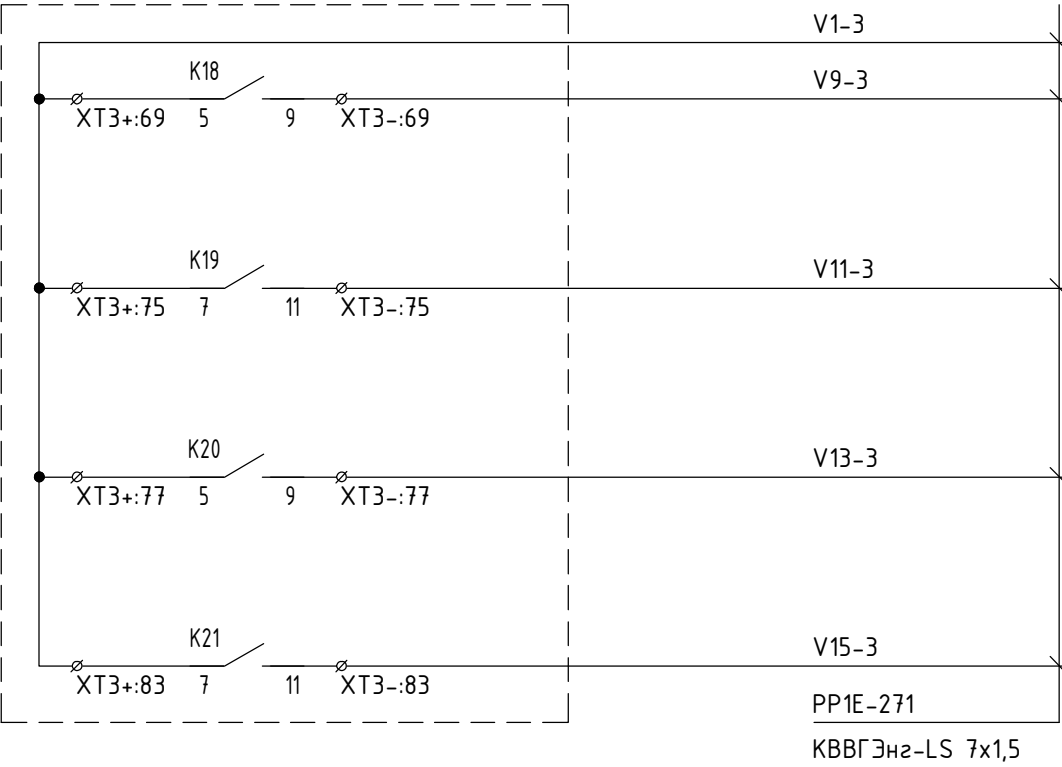 V1-3
K18
V9-3
XT3+:69 5 9 XT3-:69
K19
V11-3
XT3+:75 7 11 XT3-:75
K20
V13-3
XT3+:77 5 9 XT3-:77
K21
V15-3
XT3+:83 7 11 XT3-:83
PP1E-271
КВВГЭнг-LS 7x1,5